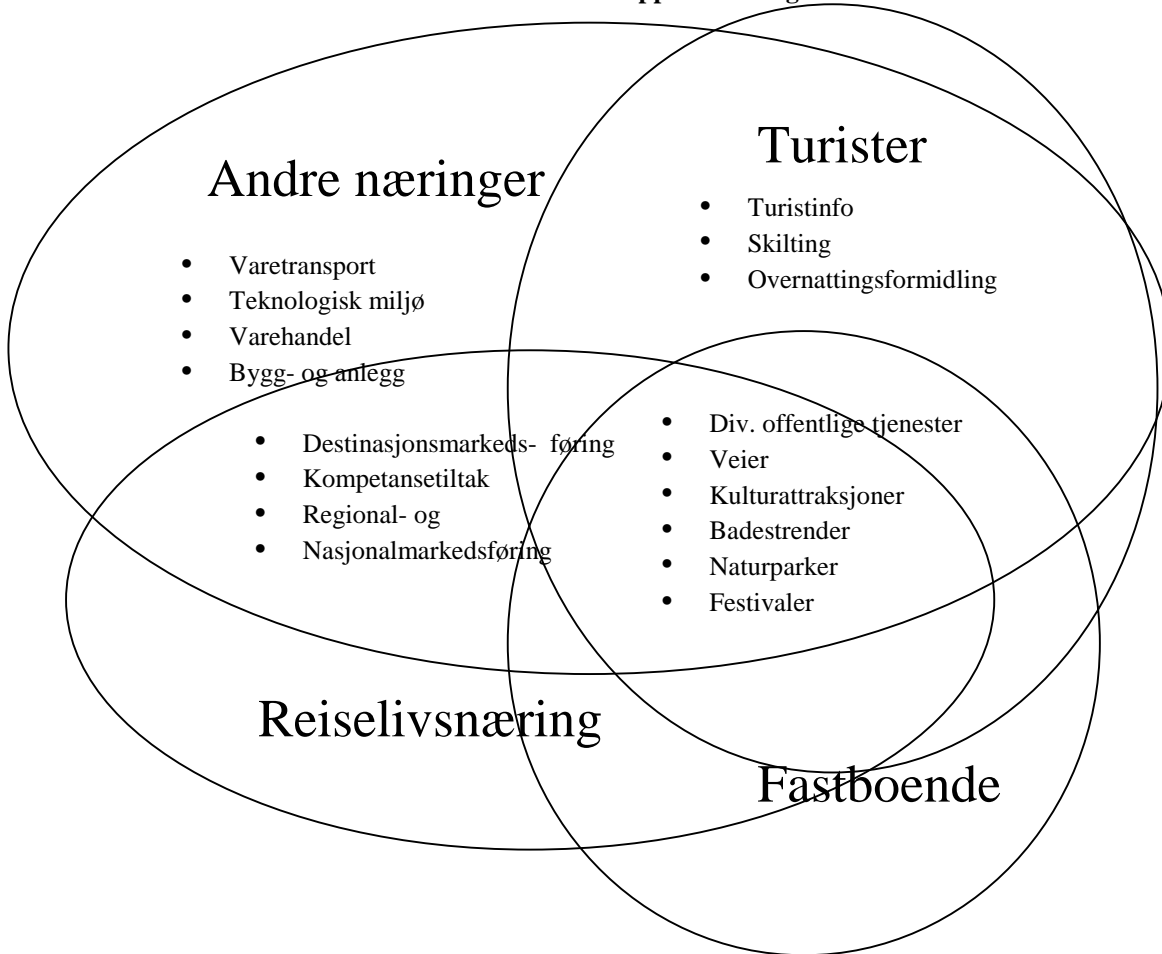 Turister
Andre næringer
• Turistinfo
• Skilting
• Overnattingsformidling
• Varetransport
• Teknologisk miljø
• Varehandel
• Bygg- og anlegg
• Destinasjonsmarkeds- føring
• Kompetansetiltak
• Regional- og
• Nasjonalmarkedsføring
• Div. offentlige tjenester
• Veier
• Kulturattraksjoner
• Badestrender
• Naturparker
• Festivaler
Reiselivsnæring
Fastboende